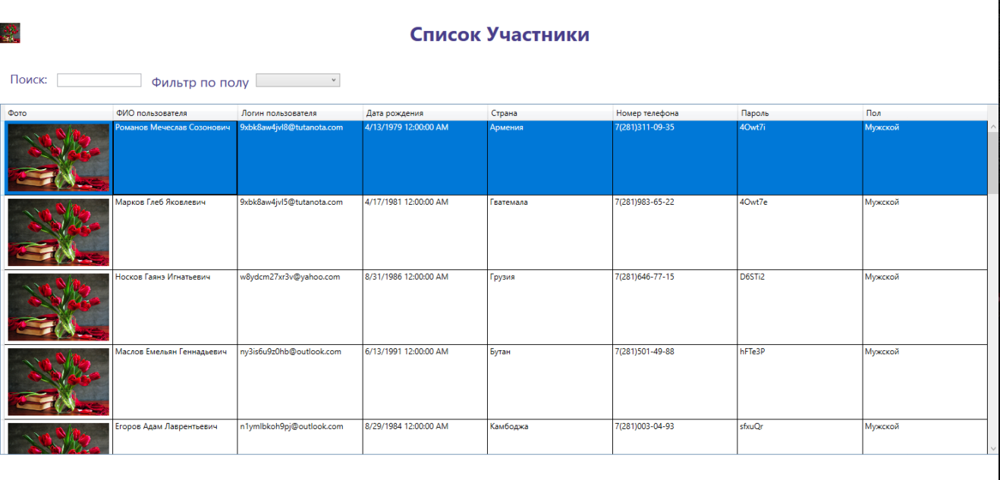 Список Участники
Поиск:
Фильтр по полу
Фото ФИО пользователя Логин пользователя Дата рождения Страна Номер телефона Пароль Пол
Романов Мечеслав Созонович 9xbk8aw4jvl8@tutanota.com 4/13/1979 12:00:00 AM Армения 7(281)311-09-35 4Owt7i Мужской
Марков Глеб Яковлевич 9xbk8aw4jvl5@tutanota.com 4/17/1981 12:00:00 AM Гватемала 7(281)983-65-22 4Owt7e Мужской
Носков Гаянэ Игнатьевич w8ydcm27xr3v@yahoo.com 8/31/1986 12:00:00 AM Грузия 7(281)646-77-15 D6STi2 Мужской
Маслов Емельян Геннадьевич ny3is6u9z0hb@outlook.com 6/13/1991 12:00:00 AM Бутан 7(281)501-49-88 hFTe3P Мужской
Егоров Адам Лаврентьевич n1ymlbkoh9pj@outlook.com 8/29/1984 12:00:00 AM Камбоджа 7(281)003-04-93 sfxuQr Мужской